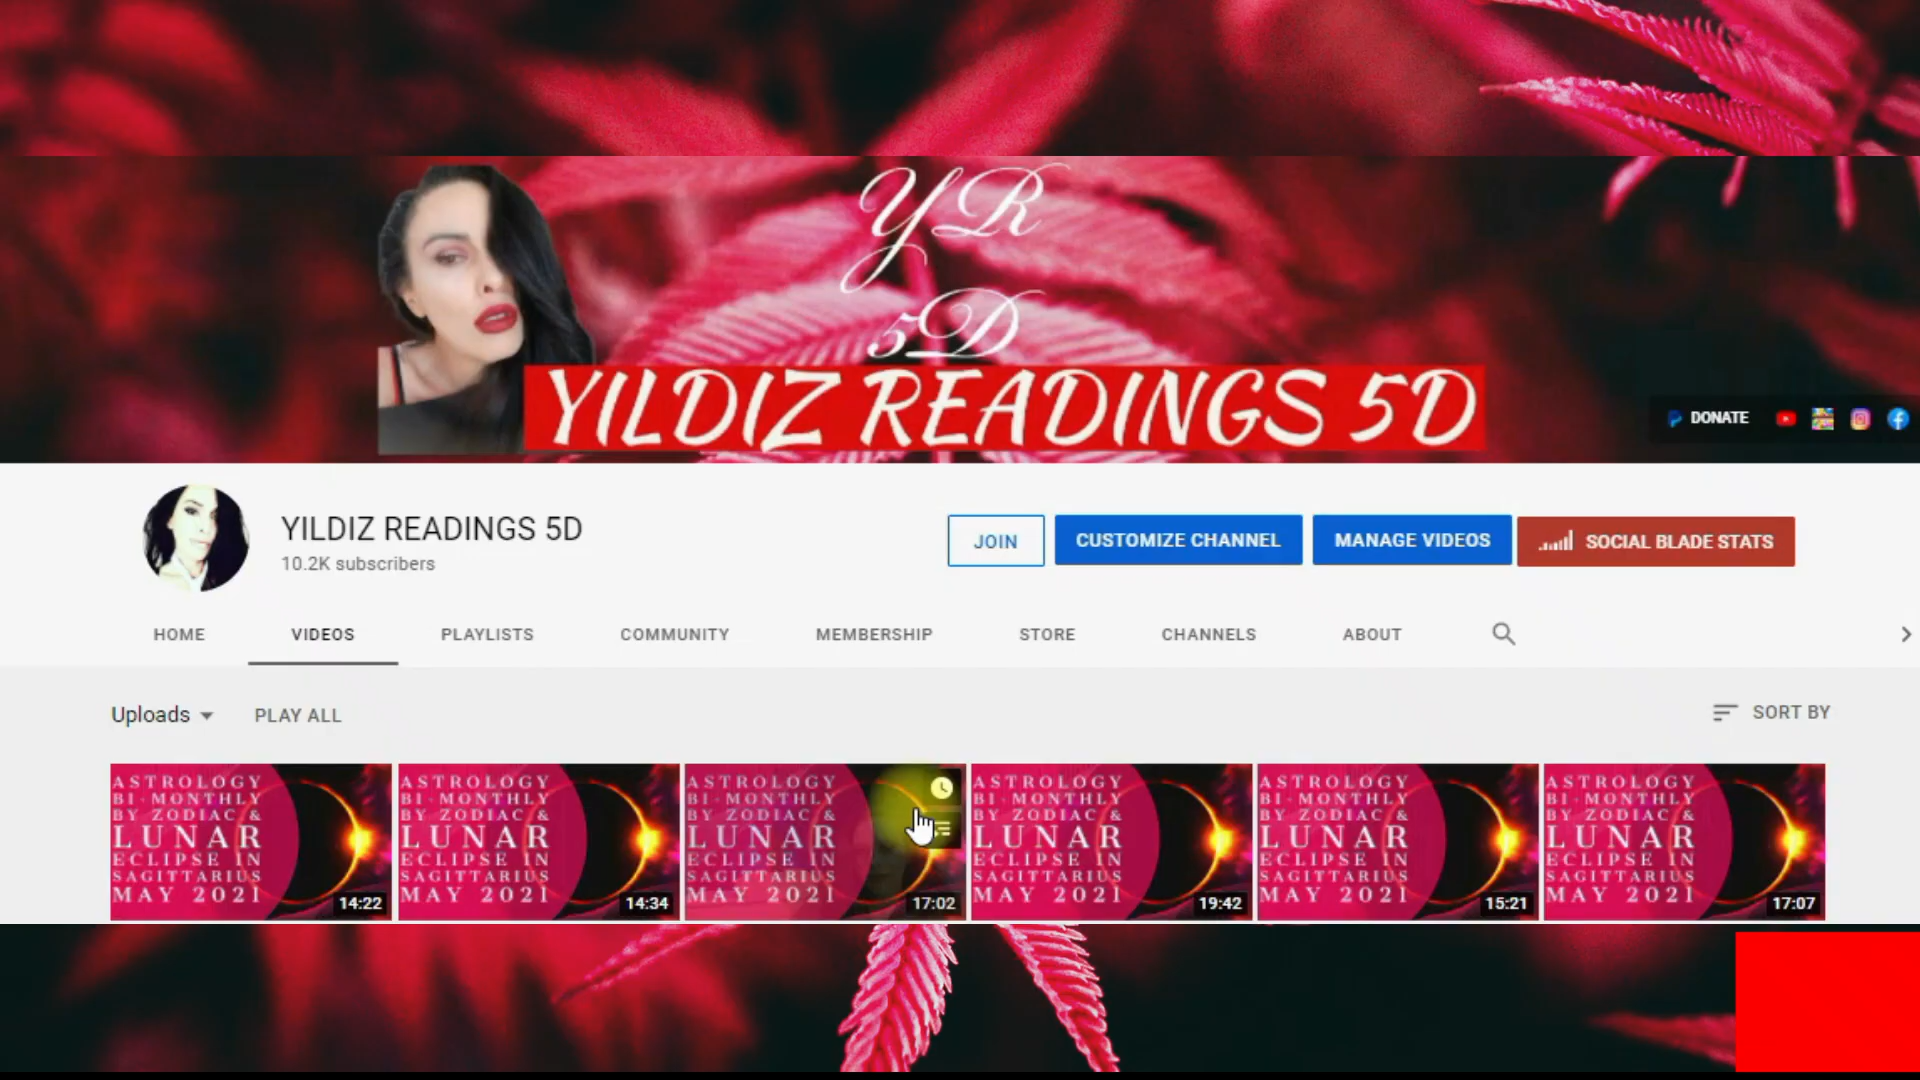 YR
5D
YILDIZ READINGS 5D
DONATE
YILDIZ READINGS 5D
10.2K subscribers
JOIN
CUSTOMIZE CHANNEL
MANAGE VIDEOS
SOCIAL BLADE STATS
HOME
VIDEOS
PLAYLISTS
COMMUNITY
MEMBERSHIP
STORE
CHANNELS
ABOUT
Uploads
PLAY ALL
SORT BY
ASTROLOGY
BI-MONTHLY
BY ZODIAC &
LUNAR
ECLIPSE IN
SAGITTARIUS
MAY 2021
14:22
ASTROLOGY
BI-MONTHLY
BY ZODIAC &
LUNAR
ECLIPSE IN
SAGITTARIUS
MAY 2021
14:34
ASTROLOGY
BI-MONTHLY
BY ZODIAC &
LUNAR
ECLIPSE IN
SAGITTARIUS
MAY 2021
17:02
ASTROLOGY
BI-MONTHLY
BY ZODIAC &
LUNAR
ECLIPSE IN
SAGITTARIUS
MAY 2021
19:42
ASTROLOGY
BI-MONTHLY
BY ZODIAC &
LUNAR
ECLIPSE IN
SAGITTARIUS
MAY 2021
15:21
ASTROLOGY
BI-MONTHLY
BY ZODIAC &
LUNAR
ECLIPSE IN
SAGITTARIUS
MAY 2021
17:07